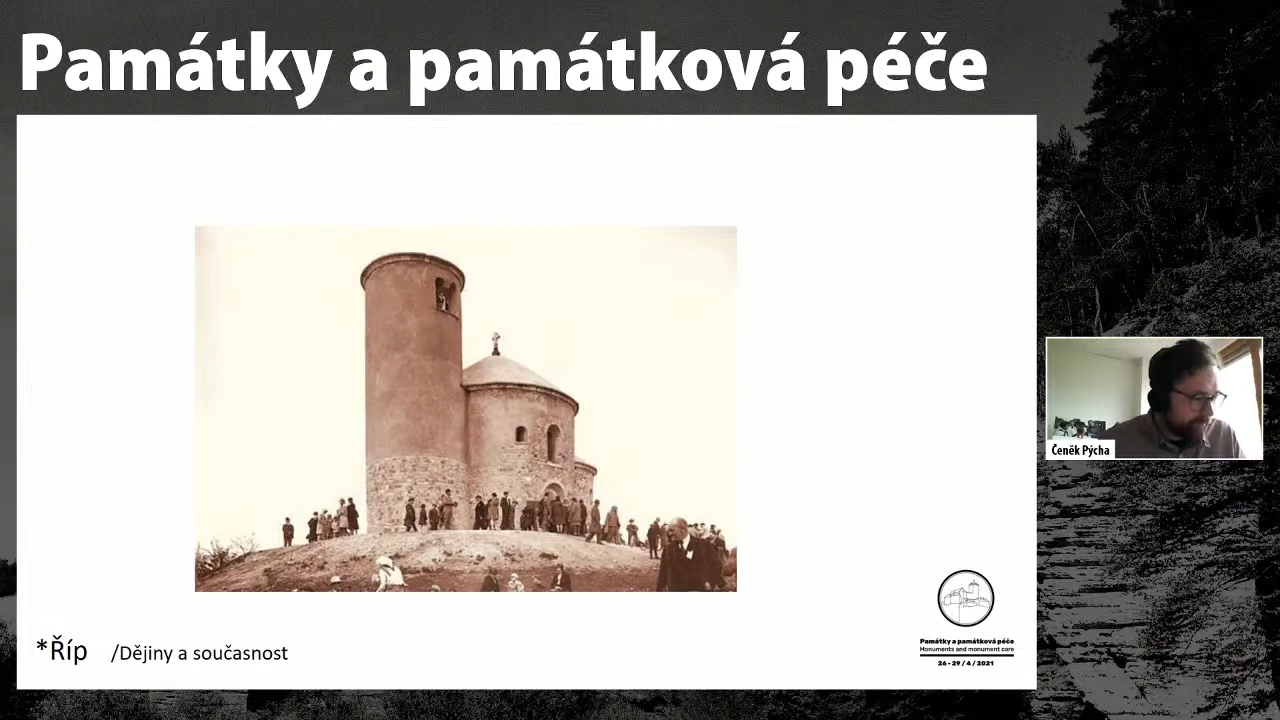 Památky a památková péče
Čeněk Pýcha
Památky a památková péče
Monuments and monument care
26 - 29 / 4 / 2021
*Říp /Dějiny a současnost